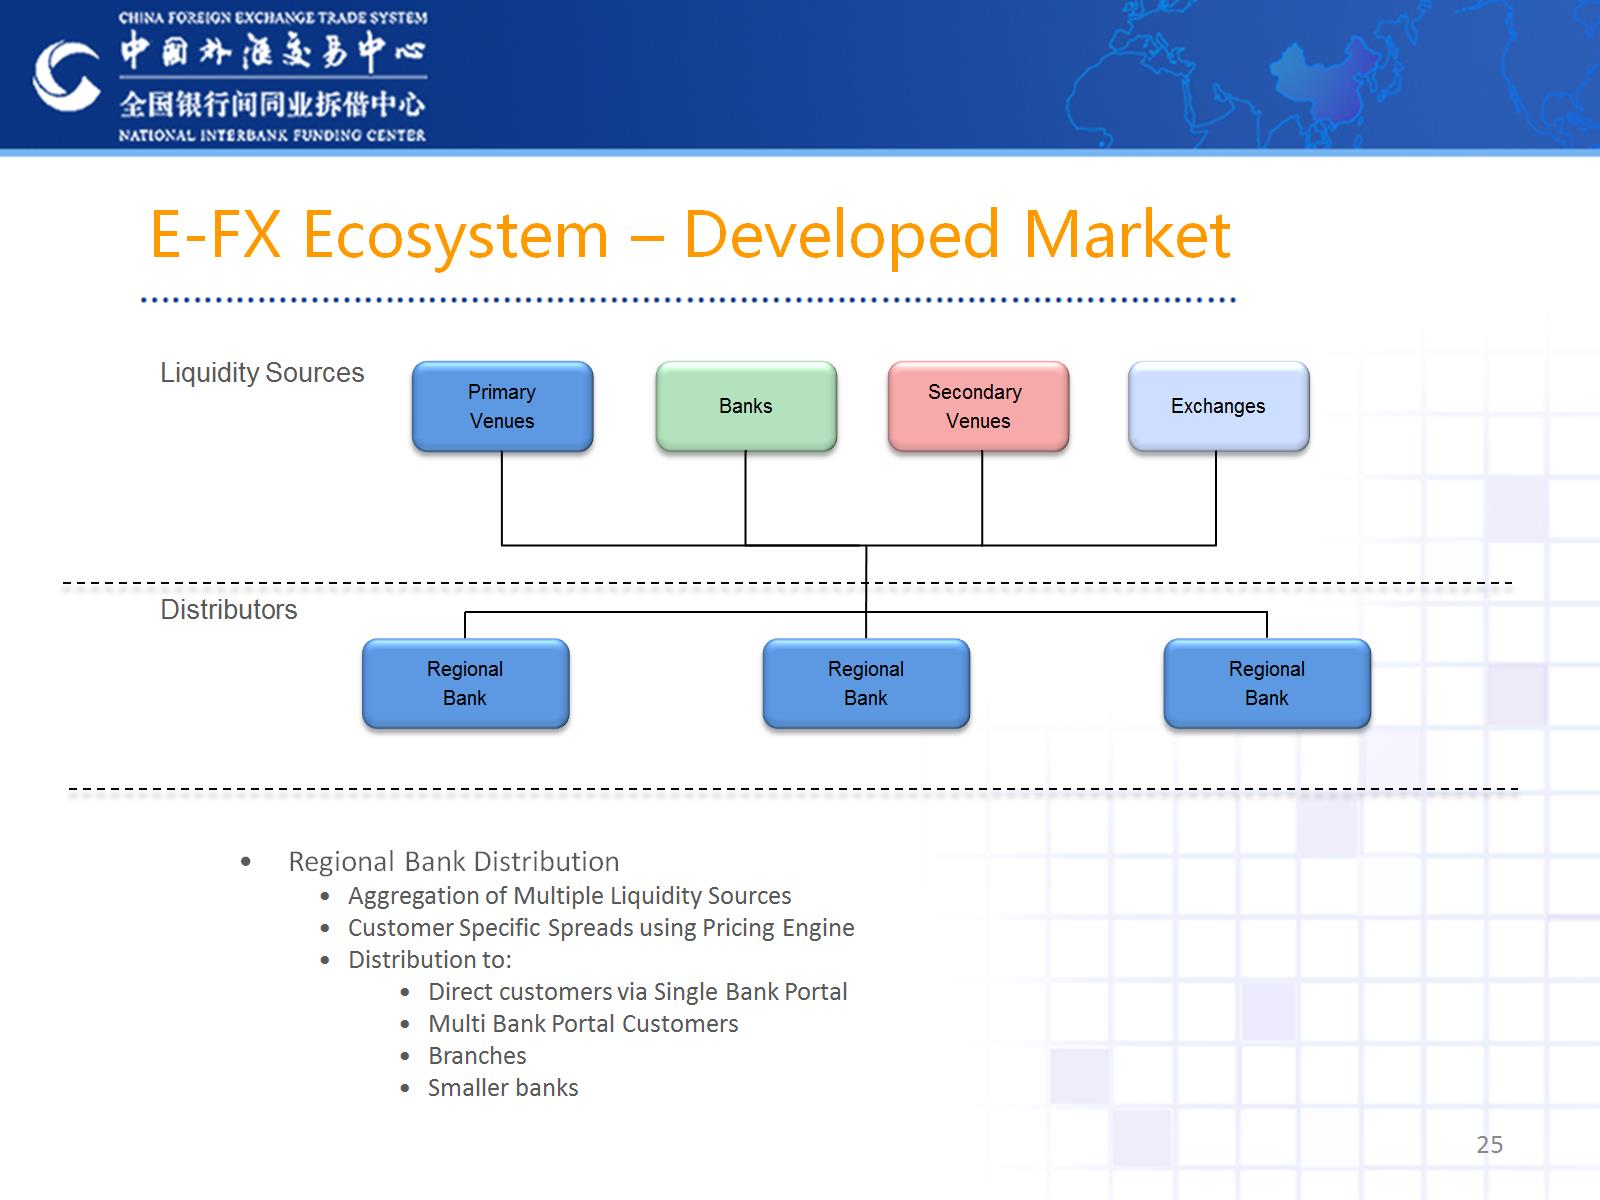 CHINA FOREIGN EXCHANGE TRADE SYSTEM
中国外汇交易中心
全国银行间同业拆借中心
NATIONAL INTERBANK FUNDING CENTER
E-FX Ecosystem – Developed Market
Liquidity Sources
Primary
Venues
Banks
Secondary
Venues
Exchanges
Distributors
Regional
Bank
Regional
Bank
Regional
Bank
• Regional Bank Distribution
• Aggregation of Multiple Liquidity Sources
• Customer Specific Spreads using Pricing Engine
• Distribution to:
• Direct customers via Single Bank Portal
• Multi Bank Portal Customers
• Branches
• Smaller banks
25